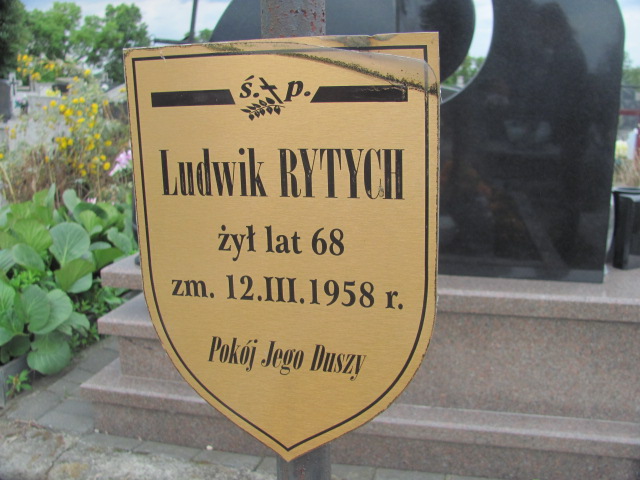 ś. p.
Ludwik RYTYCH
żył lat 68
zm. 12.III.1958 r.
Pokój Jego Duszy